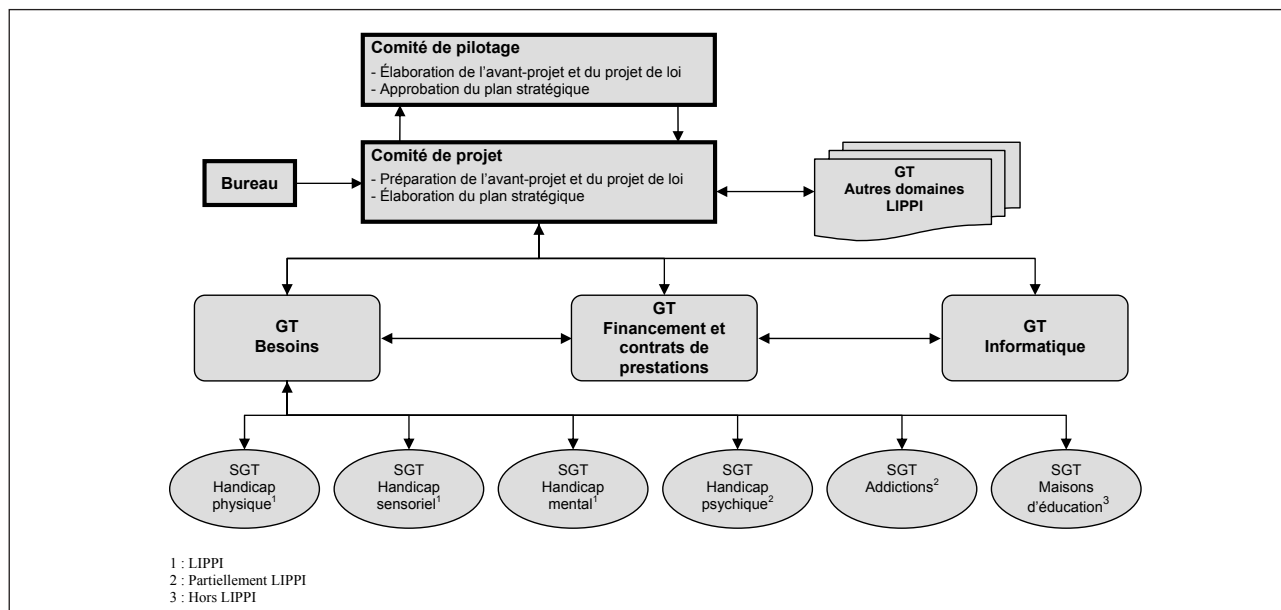 Comité de pilotage
- Élaboration de l’avant-projet et du projet de loi
- Approbation du plan stratégique
Comité de projet
- Préparation de l’avant-projet et du projet de loi
- Élaboration du plan stratégique
Bureau
GT
Autres domaines
LIPPI
GT
Besoins
GT
Financement et
contrats de
prestations
GT
Informatique
SGT
Handicap
physique1
SGT
Handicap
sensoriel1
SGT
Handicap
mental1
SGT
Handicap
psychique2
SGT
Addictions2
SGT
Maisons
d’éducation3
1 : LIPPI
2 : Partiellement LIPPI
3 : Hors LIPPI